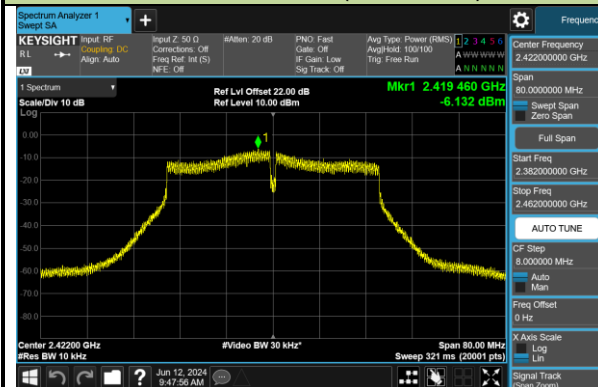 Spectrum Analyzer 1
Swept SA
+
Frequenc
KEYSIGHT
R L
LXI
Input: RF
Coupling: DC
Align: Auto
Input Z: 50 Ω
Corrections: Off
Freq Ref: Int (S)
NFE: Off
#Atten: 20 dB
PNO: Fast
Gate: Off
IF Gain: Low
Sig Track: Off
Avg Type: Power (RMS)
Avg|Hold: 100/100
Trig: Free Run
1 2 3 4 5 6
A W W W W W
A N N N N N
Center Frequency
2.422000000 GHz
Span
80.0000000 MHz
Swept Span
Zero Span
Full Span
Start Freq
2.382000000 GHz
Stop Freq
2.462000000 GHz
AUTO TUNE
CF Step
8.000000 MHz
Auto
Man
Freq Offset
0 Hz
X Axis Scale
Log
Lin
Signal Track
(Span Zoom)
1 Spectrum
Scale/Div 10 dB
Log
Ref Lvl Offset 22.00 dB
Ref Level 10.00 dBm
Mkr1 2.419 460 GHz
-6.132 dBm
1
0.00
-10.0
-20.0
-30.0
-40.0
-50.0
-60.0
-70.0
-80.0
Center 2.42200 GHz
#Res BW 10 kHz
#Video BW 30 kHz*
Span 80.00 MHz
Sweep 321 ms (20001 pts)
?
Jun 12, 2024
9:47:56 AM